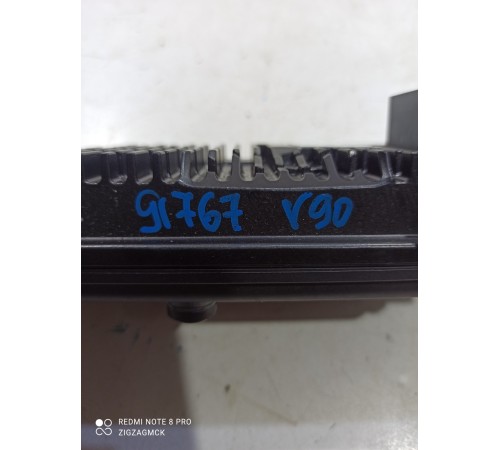 91767 V90
REDMI NOTE 8 PRO
ZIGZAGMCK